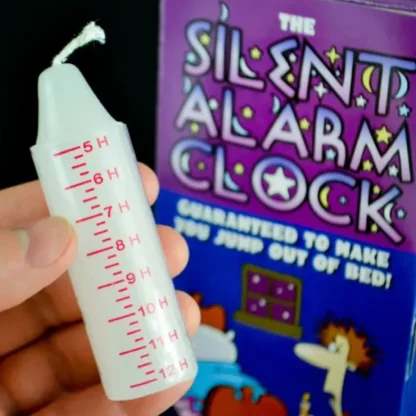 THE
SILENT
ALARM
CLOCK
GUARANTEED TO MAKE
YOU JUMP OUT OF BED!
5 H
6 H
7 H
8 H
9 H
10 H
11 H
12 H